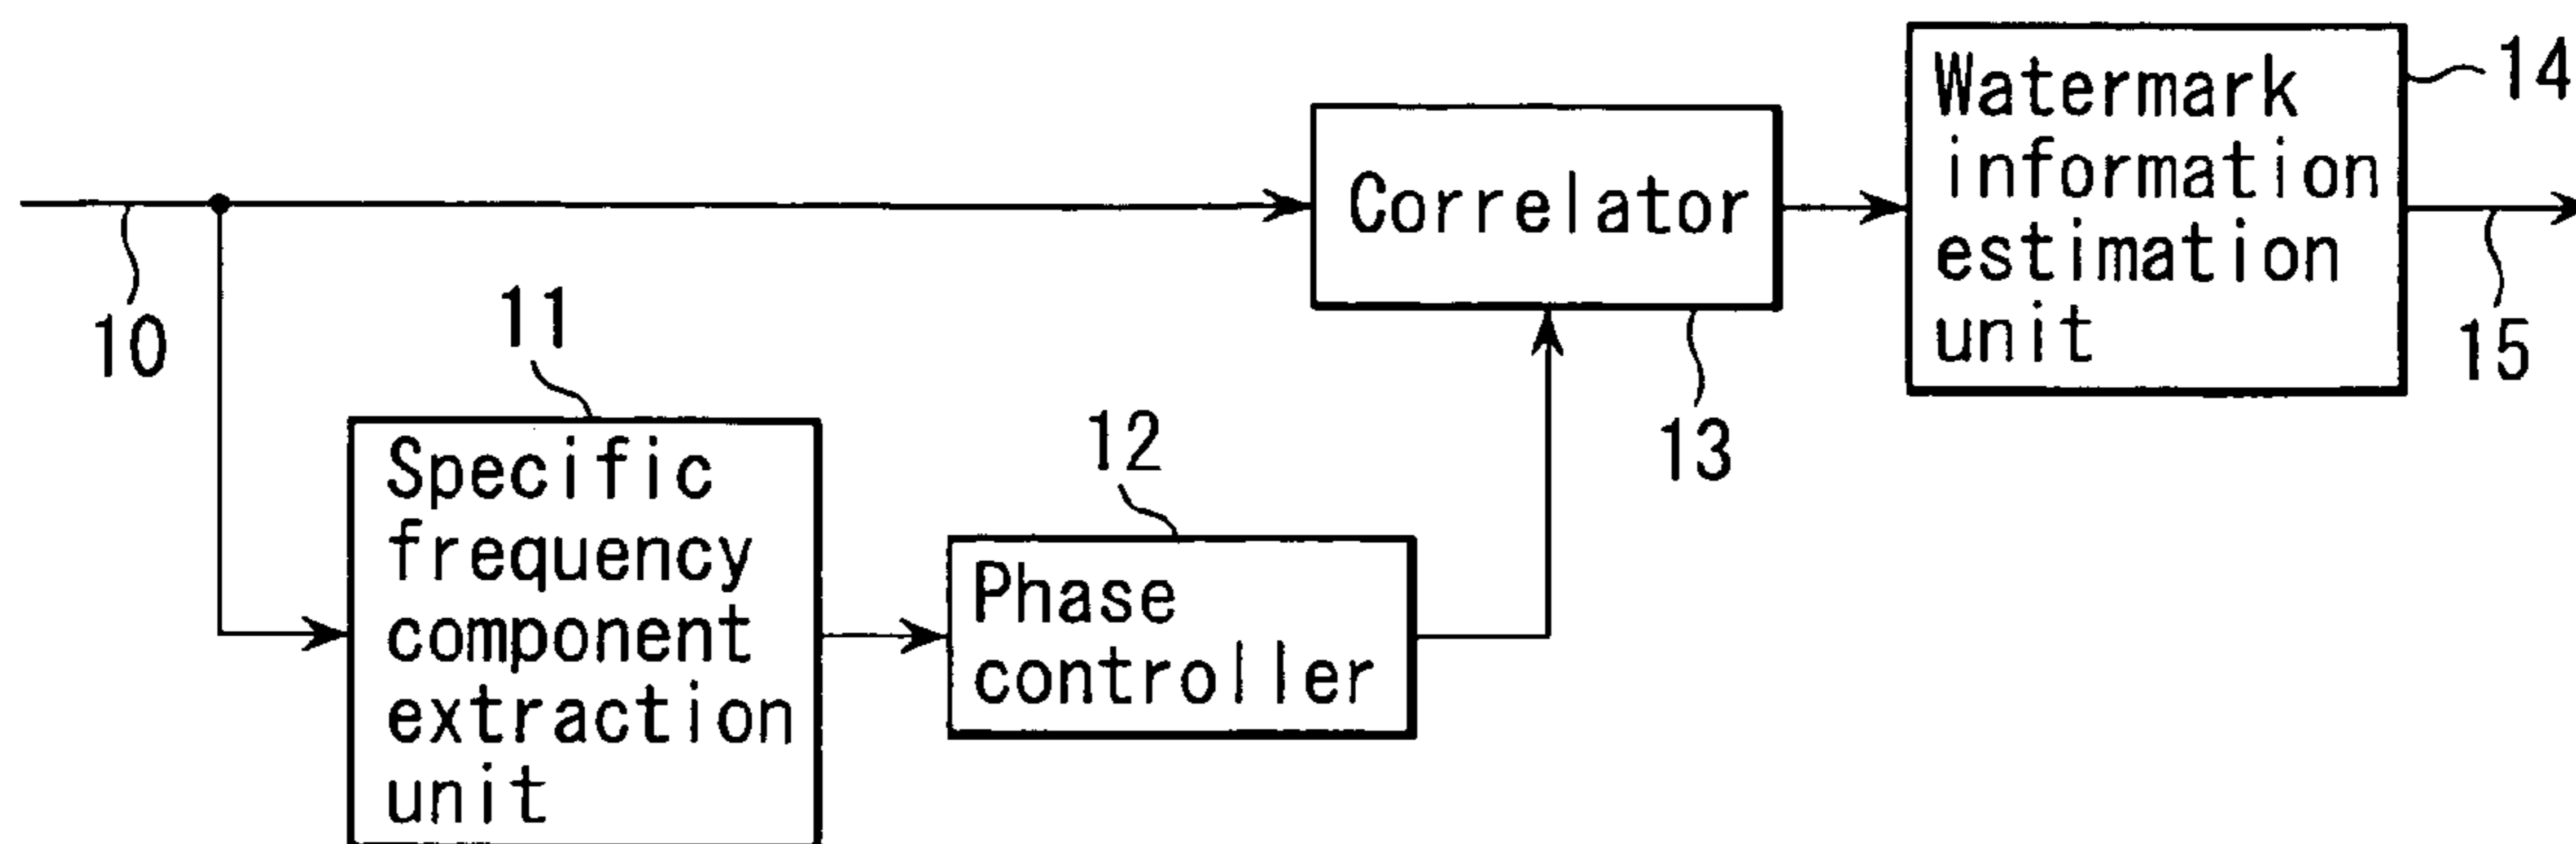 10
11
Specific
frequency
component
extraction
unit
12
Phase
controller
Correlator
13
Watermark
information
estimation
unit
14
15